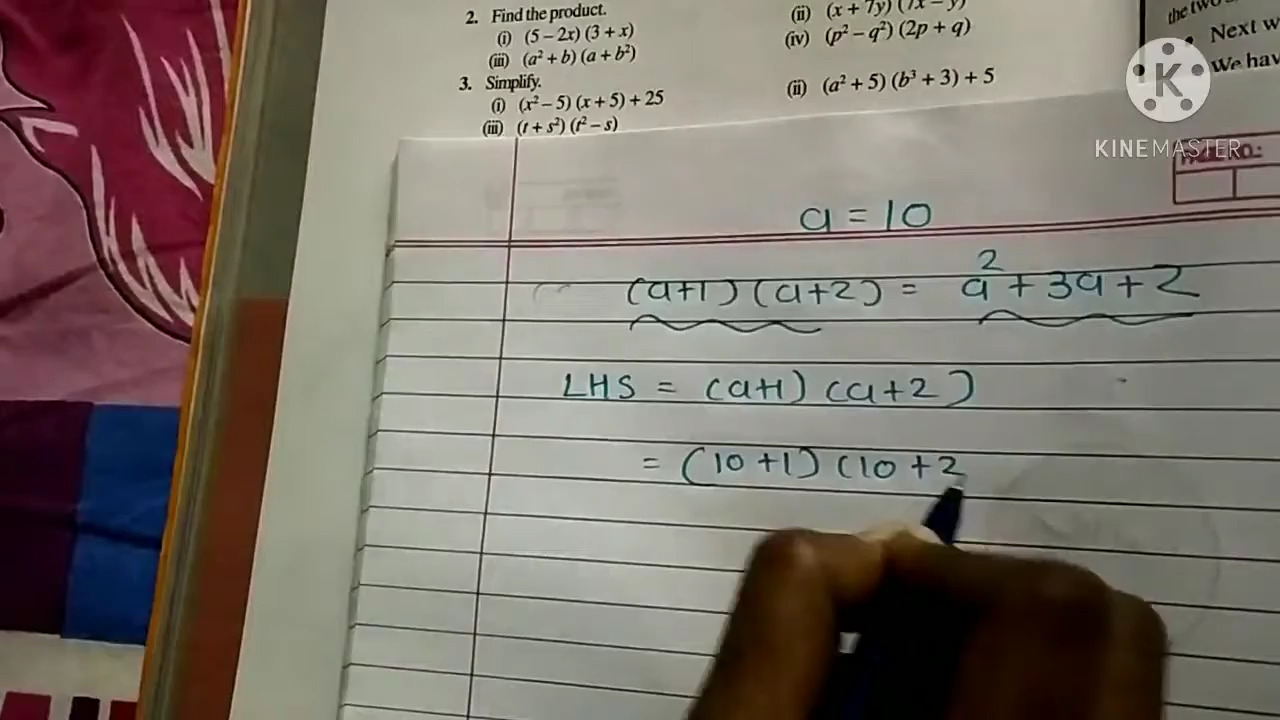 2. Find the product.
(i) (5 – 2x) (3 + x)
(ii) (x + 7y) (7x – y)
(iii) (a² + b) (a + b²)
(iv) (p² – q²) (2p + q)
3. Simplify.
(i) (x² – 5) (x + 5) + 25
(ii) (a² + 5) (b³ + 3) + 5
(iii) (t + s²) (t² – s)
the two
Next w
We hav
K
KINEMASTER
a = 10
(a+1) (a+2) = a² + 3a + 2
LHS = (a+1) (a+2)
= (10 +1) (10 +2